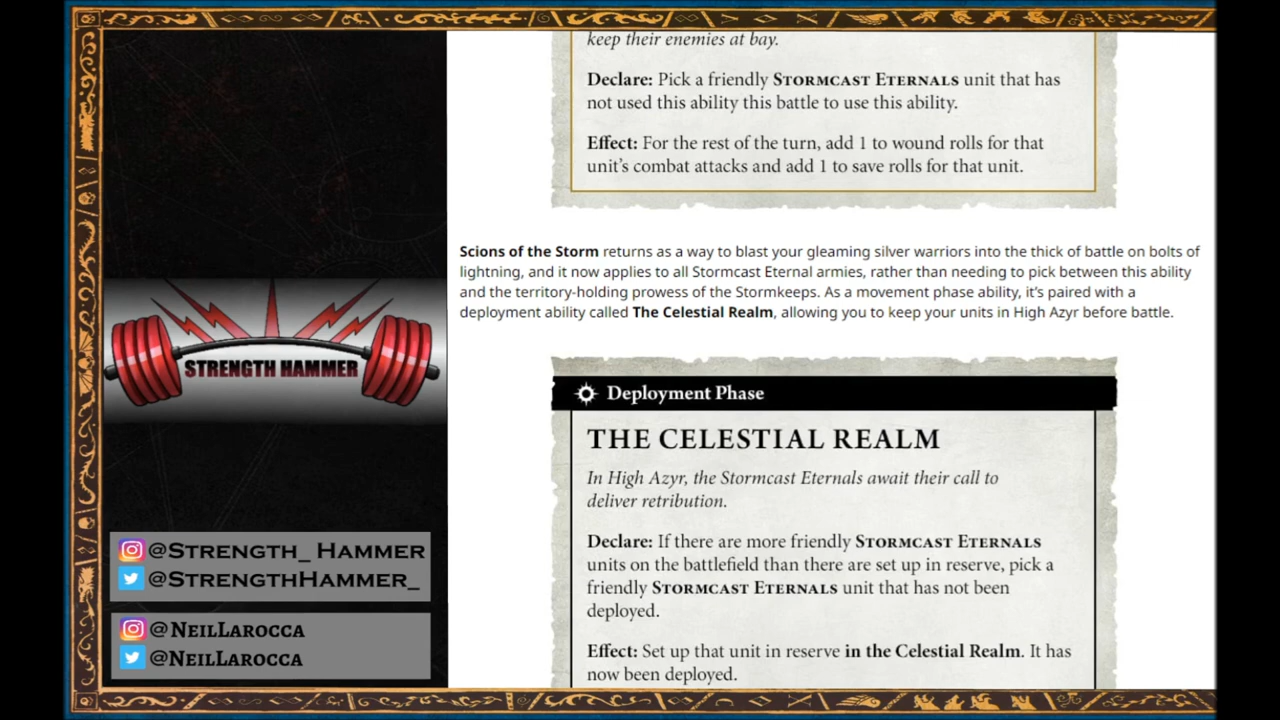 keep their enemies at bay.
Declare: Pick a friendly STORMCAST ETERNALS unit that has
not used this ability this battle to use this ability.
Effect: For the rest of the turn, add 1 to wound rolls for that
unit’s combat attacks and add 1 to save rolls for that unit.
Scions of the Storm returns as a way to blast your gleaming silver warriors into the thick of battle on bolts of
lightning, and it now applies to all Stormcast Eternal armies, rather than needing to pick between this ability
and the territory-holding prowess of the Stormkeeps. As a movement phase ability, it’s paired with a
deployment ability called The Celestial Realm, allowing you to keep your units in High Azyr before battle.
Deployment Phase
THE CELESTIAL REALM
In High Azyr, the Stormcast Eternals await their call to
deliver retribution.
Declare: If there are more friendly STORMCAST ETERNALS
units on the battlefield than there are set up in reserve, pick a
friendly STORMCAST ETERNALS unit that has not been
deployed.
Effect: Set up that unit in reserve in the Celestial Realm. It has
now been deployed.
STRENGTH HAMMER
@STRENGTH_ HAMMER
@STRENGTHHAMMER_
@NEILLAROCCA
@NEILLAROCCA